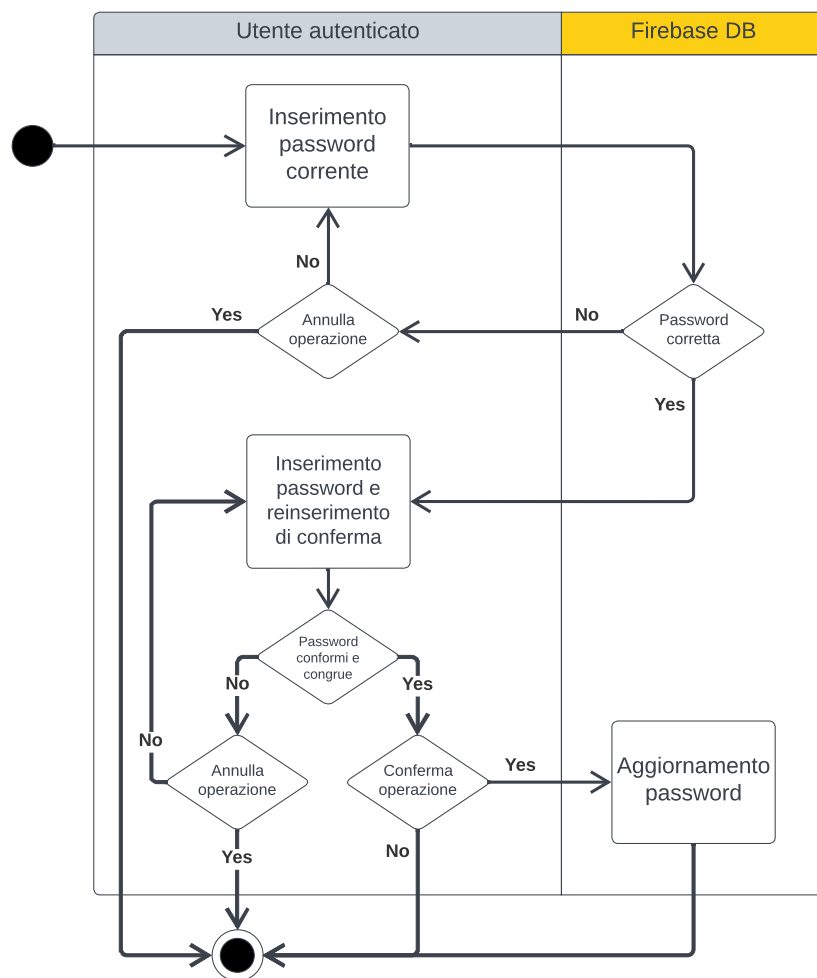 Utente autenticato
Firebase DB
Inserimento
password
corrente
No
Yes
Annulla
operazione
No
Password
corretta
Yes
Inserimento
password e
reinserimento
di conferma
Password
conformi e
congrue
No
Yes
No
Annulla
operazione
Conferma
operazione
Yes
Aggiornamento
password
Yes
No